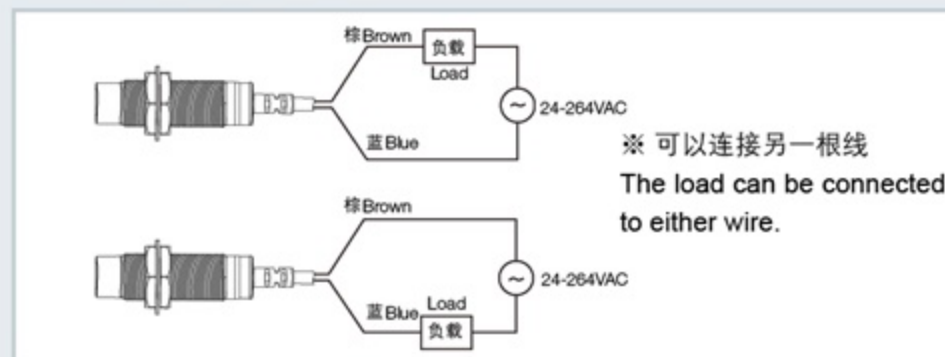 棕Brown
负载
Load
24-264VAC
蓝Blue
※ 可以连接另一根线
The load can be connected
to either wire.
棕Brown
24-264VAC
蓝Blue
Load
负载